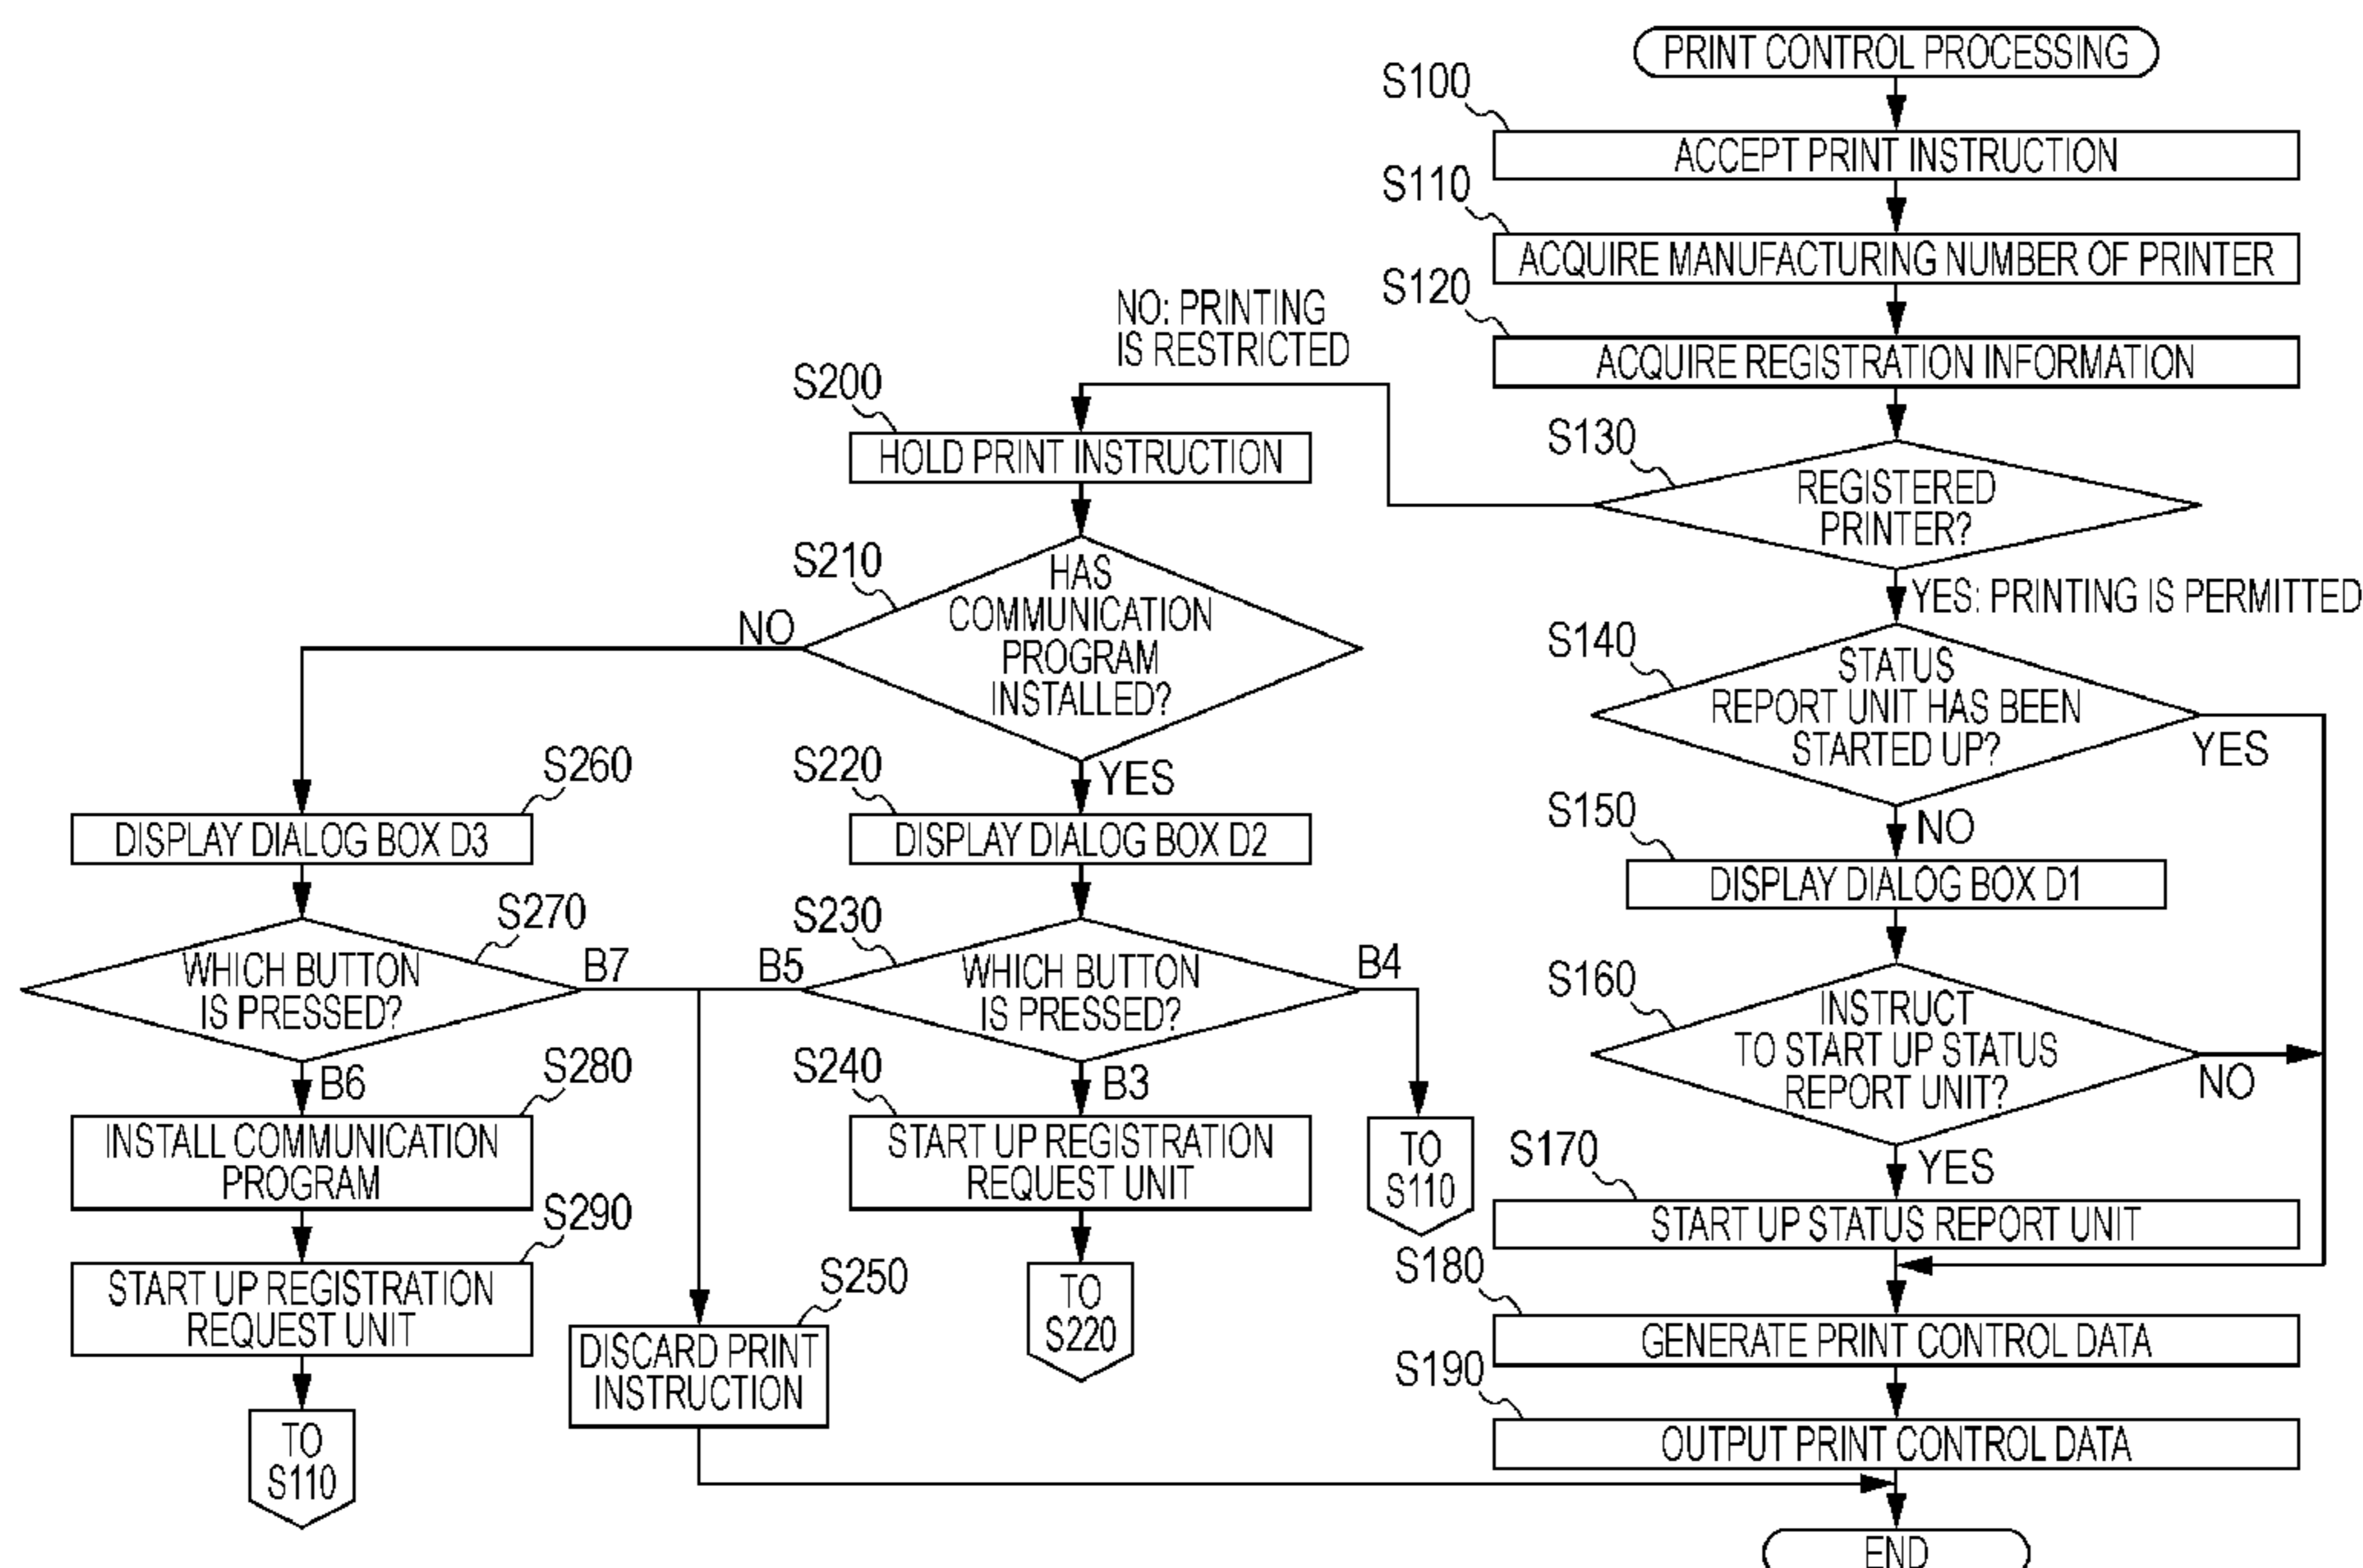 PRINT CONTROL PROCESSING
S100
ACCEPT PRINT INSTRUCTION
S110
ACQUIRE MANUFACTURING NUMBER OF PRINTER
S120
ACQUIRE REGISTRATION INFORMATION
S130
REGISTERED
PRINTER?
NO: PRINTING
IS RESTRICTED
YES: PRINTING IS PERMITTED
S140
STATUS
REPORT UNIT HAS BEEN
STARTED UP?
YES
NO
S150
DISPLAY DIALOG BOX D1
S160
INSTRUCT
TO START UP STATUS
REPORT UNIT?
NO
YES
S170
START UP STATUS REPORT UNIT
S180
GENERATE PRINT CONTROL DATA
S190
OUTPUT PRINT CONTROL DATA
END
S200
HOLD PRINT INSTRUCTION
S210
HAS
COMMUNICATION
PROGRAM
INSTALLED?
NO
YES
S220
DISPLAY DIALOG BOX D2
S230
WHICH BUTTON
IS PRESSED?
B5
B4
B3
TO
S110
S240
START UP REGISTRATION
REQUEST UNIT
TO
S220
S250
DISCARD PRINT
INSTRUCTION
S260
DISPLAY DIALOG BOX D3
S270
WHICH BUTTON
IS PRESSED?
B7
B6
S280
INSTALL COMMUNICATION
PROGRAM
S290
START UP REGISTRATION
REQUEST UNIT
TO
S110